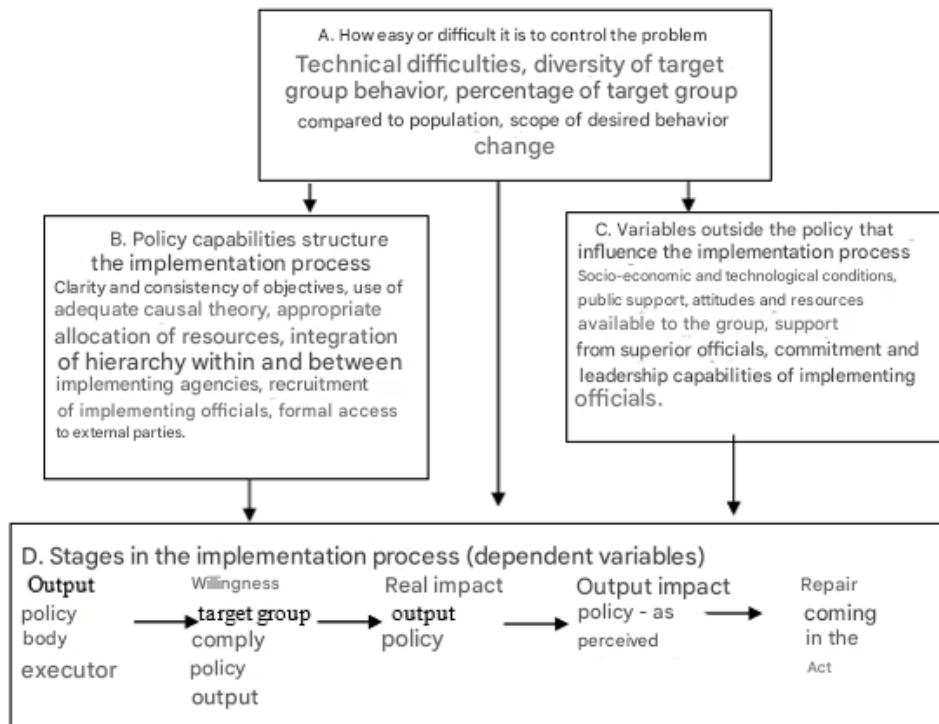 A. How easy or difficult it is to control the problem
Technical difficulties, diversity of target
group behavior, percentage of target group
compared to population, scope of desired behavior
change
B. Policy capabilities structure
the implementation process
Clarity and consistency of objectives, use of
adequate causal theory, appropriate
allocation of resources, integration
of hierarchy within and between
implementing agencies, recruitment
of implementing officials, formal access
to external parties.
C. Variables outside the policy that
influence the implementation process
Socio-economic and technological conditions,
public support, attitudes and resources
available to the group, support
from superior officials, commitment and
leadership capabilities of implementing
officials.
D. Stages in the implementation process (dependent variables)
Output
policy
body
executor
Willingness
target group
comply
policy
output
Real impact
output
policy
Output impact
policy - as
perceived
Repair
coming
in the
Act